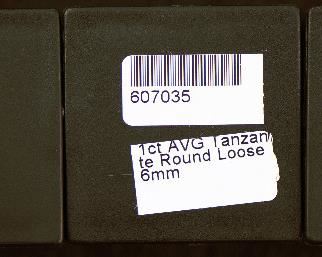 607035
1ct AVG Tanzani
te Round Loose
6mm